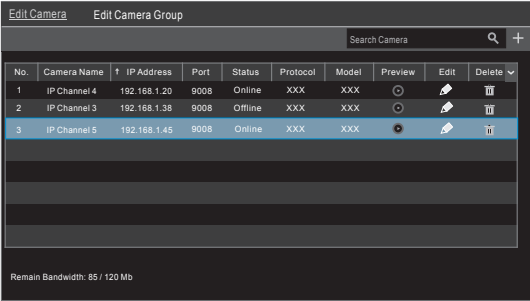 Edit Camera Edit Camera Group
Search Camera
No. Camera Name ↑ IP Address Port Status Protocol Model Preview Edit Delete
1 IP Channel 4 192.168.1.20 9008 Online XXX XXX
2 IP Channel 3 192.168.1.38 9008 Offline XXX XXX
3 IP Channel 5 192.168.1.45 9008 Online XXX XXX
Remain Bandwidth: 85 / 120 Mb